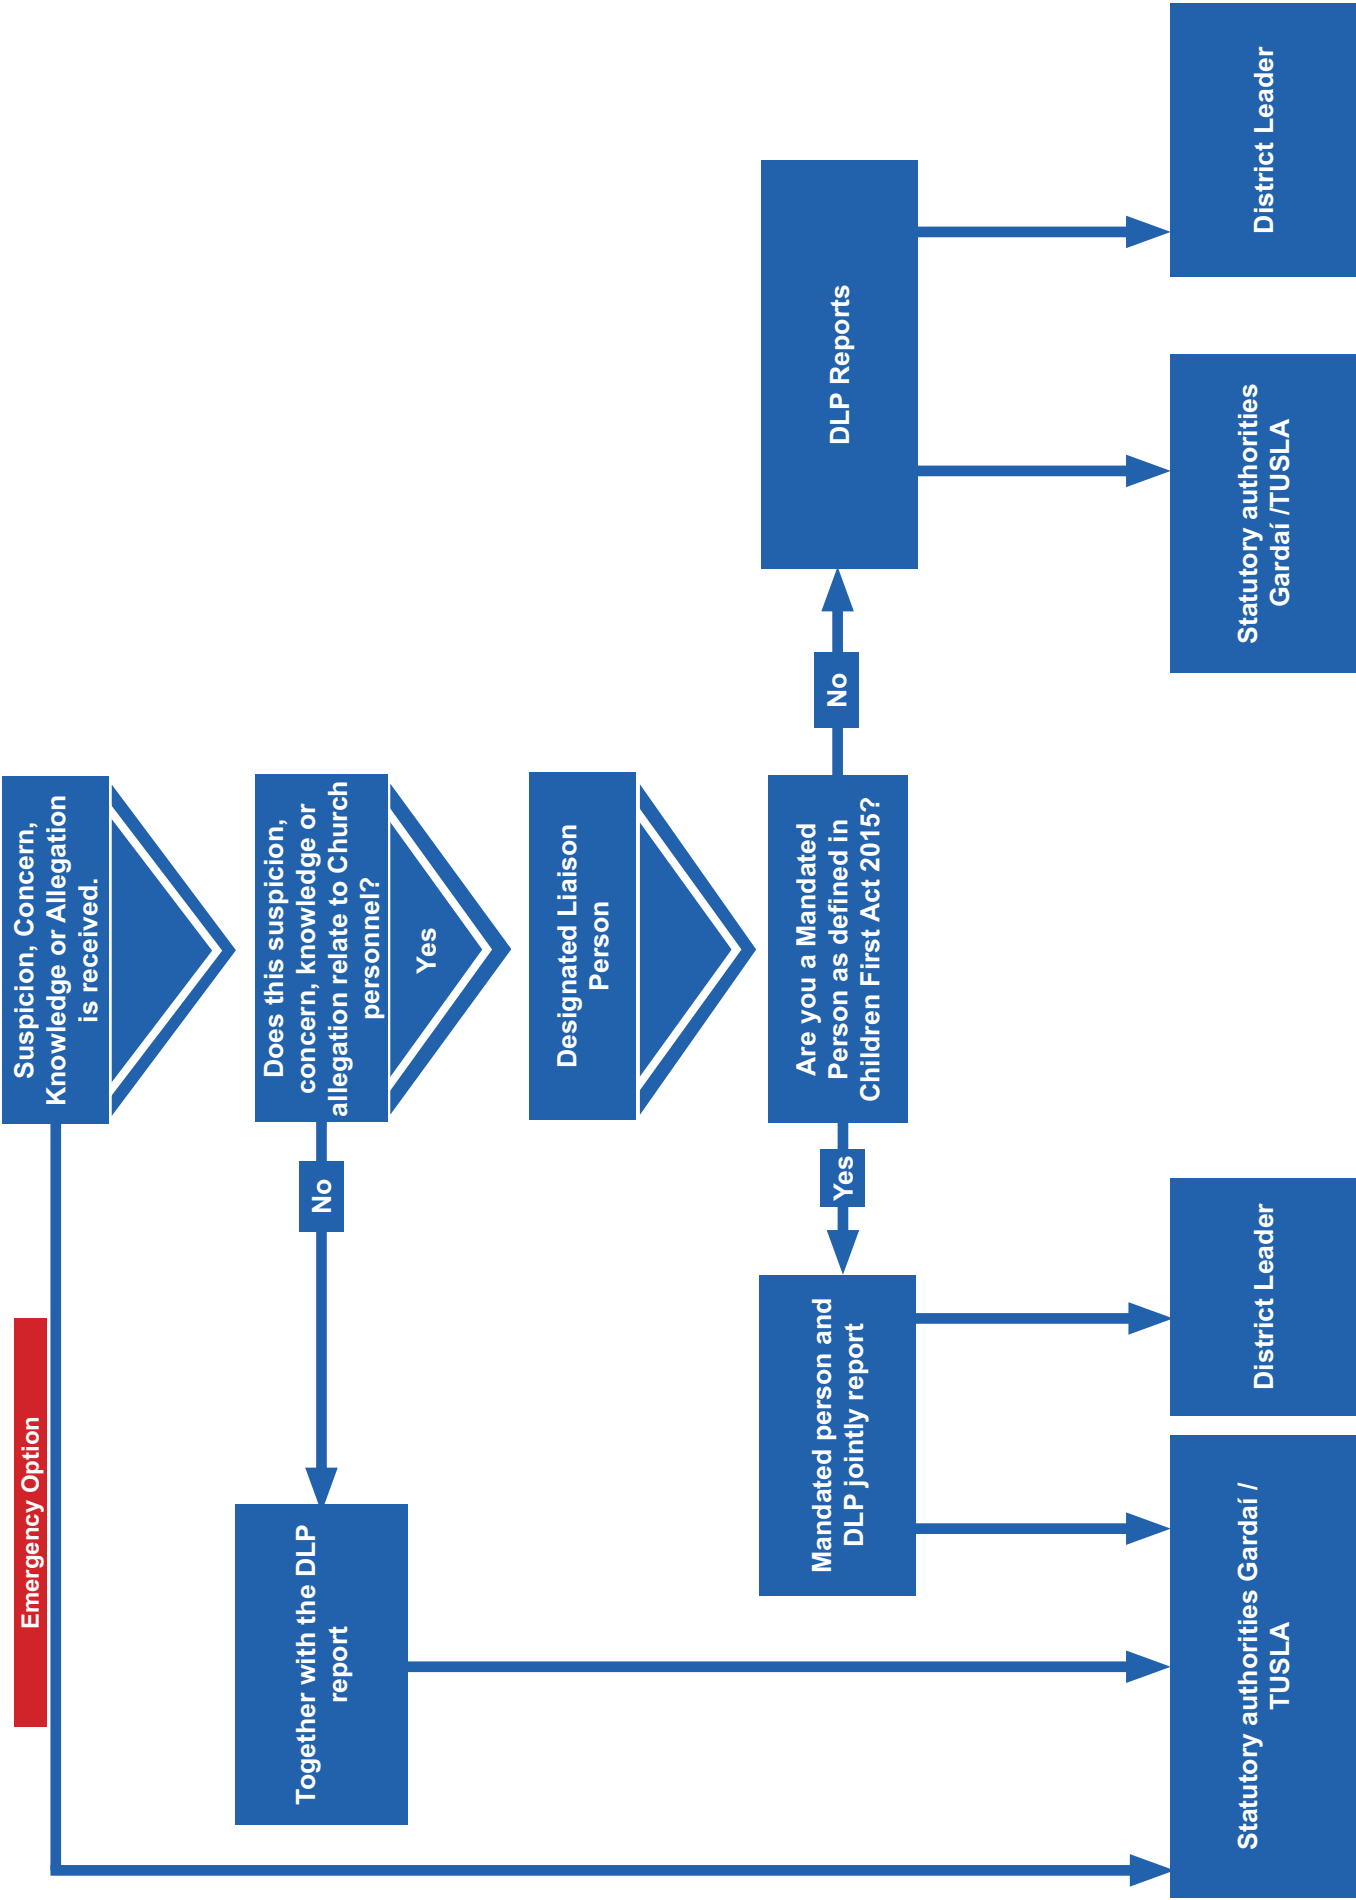 Suspicion, Concern,
Knowledge or Allegation
is received.
Emergency Option
Does this suspicion,
concern, knowledge or
allegation relate to Church
personnel?
Yes
No
Together with the DLP
report
Designated Liaison
Person
Are you a Mandated
Person as defined in
Children First Act 2015?
Yes
No
Mandated person and
DLP jointly report
DLP Reports
Statutory authorities Gardaí /
TUSLA
District Leader
Statutory authorities
Gardaí /TUSLA
District Leader